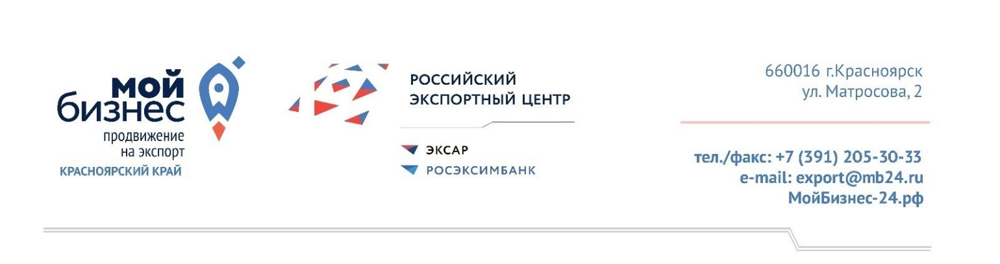 мой
бизнес
продвижение
на экспорт
КРАСНОЯРСКИЙ КРАЙ
РОССИЙСКИЙ
ЭКСПОРТНЫЙ ЦЕНТР
ЭКСАР
РОСЭКСИМБАНК
660016 г.Красноярск
ул. Матросова, 2
тел./факс: +7 (391) 205-30-33
e-mail: export@mb24.ru
МойБизнес-24.рф